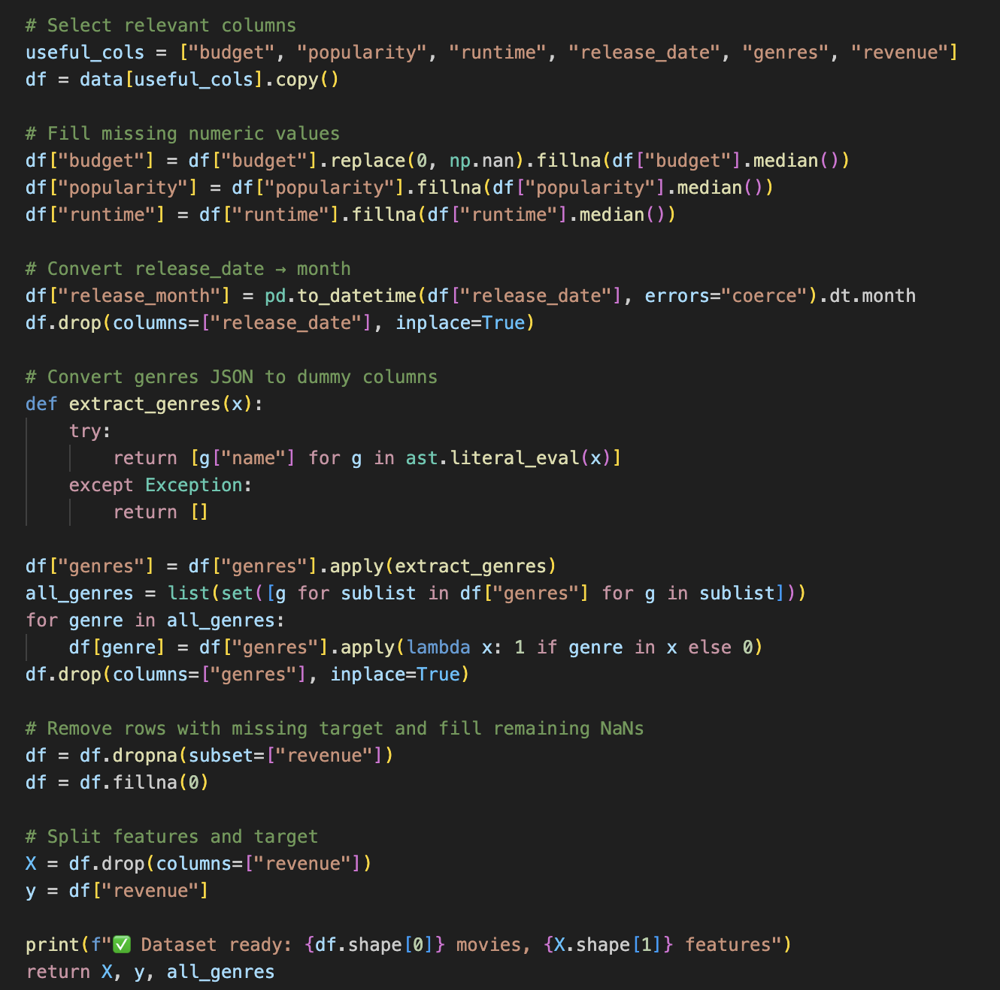 # Select relevant columns
useful_cols = ["budget", "popularity", "runtime", "release_date", "genres", "revenue"]
df = data[useful_cols].copy()

# Fill missing numeric values
df["budget"] = df["budget"].replace(0, np.nan).fillna(df["budget"].median())
df["popularity"] = df["popularity"].fillna(df["popularity"].median())
df["runtime"] = df["runtime"].fillna(df["runtime"].median())

# Convert release_date → month
df["release_month"] = pd.to_datetime(df["release_date"], errors="coerce").dt.month
df.drop(columns=["release_date"], inplace=True)

# Convert genres JSON to dummy columns
def extract_genres(x):
    try:
        return [g["name"] for g in ast.literal_eval(x)]
    except Exception:
        return []

df["genres"] = df["genres"].apply(extract_genres)
all_genres = list(set([g for sublist in df["genres"] for g in sublist]))
for genre in all_genres:
    df[genre] = df["genres"].apply(lambda x: 1 if genre in x else 0)
df.drop(columns=["genres"], inplace=True)

# Remove rows with missing target and fill remaining NaNs
df = df.dropna(subset=["revenue"])
df = df.fillna(0)

# Split features and target
X = df.drop(columns=["revenue"])
y = df["revenue"]

print(f"✅ Dataset ready: {df.shape[0]} movies, {X.shape[1]} features")
return X, y, all_genres